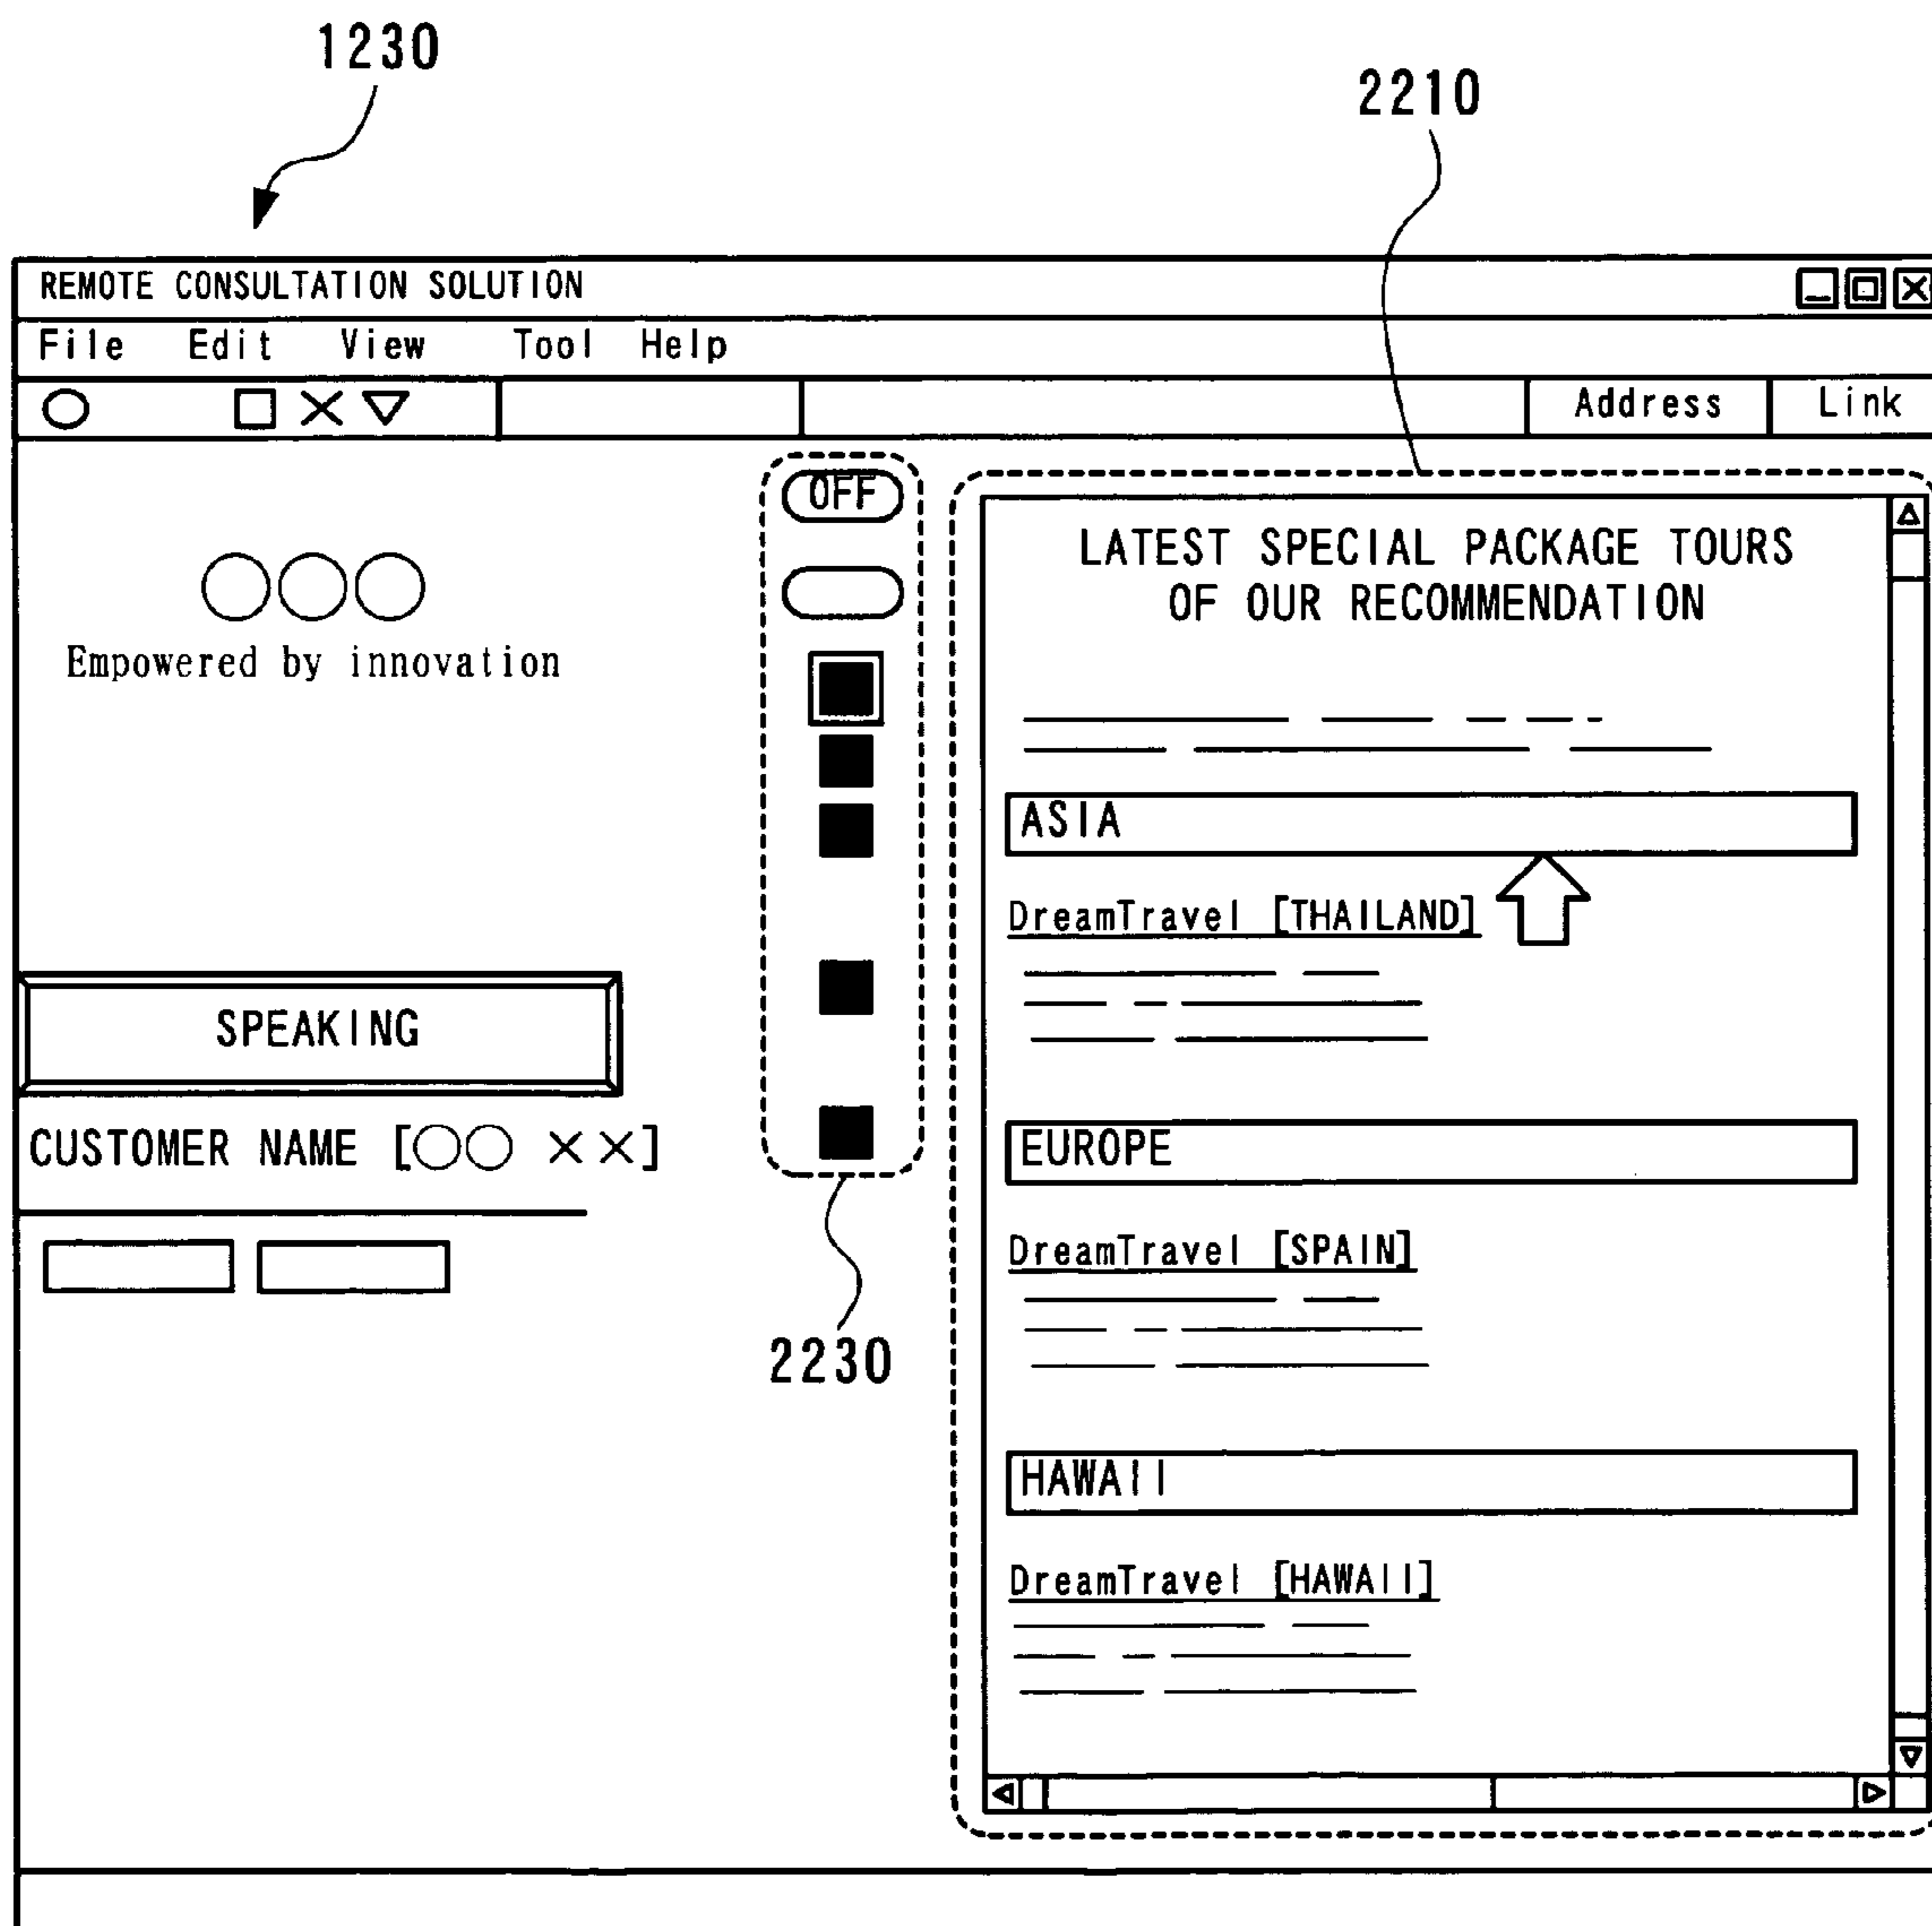 1230
2210
REMOTE CONSULTATION SOLUTION
File Edit View Tool Help
Address Link
OFF
Empowered by innovation
SPEAKING
CUSTOMER NAME [○○ ××]
2230
LATEST SPECIAL PACKAGE TOURS
OF OUR RECOMMENDATION
ASIA
DreamTravel [THAILAND]
EUROPE
DreamTravel [SPAIN]
HAWAII
DreamTravel [HAWAII]